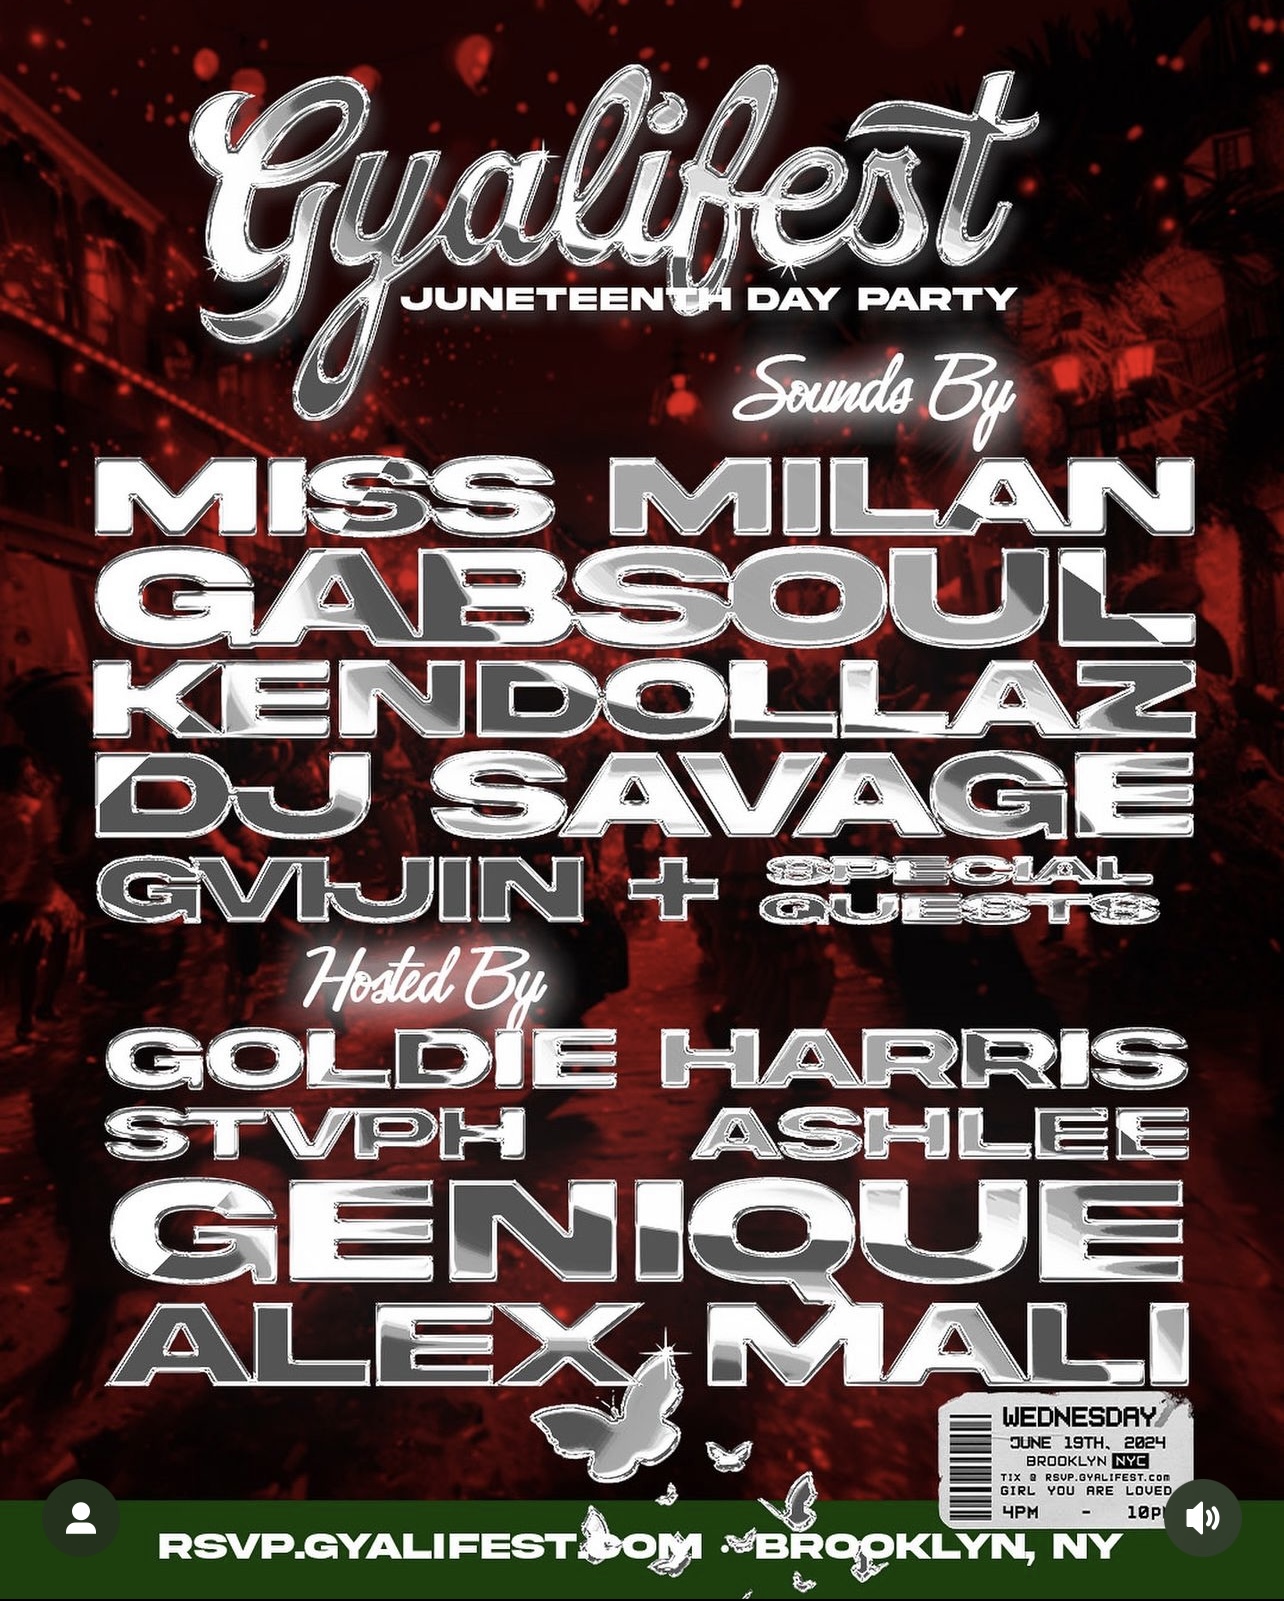 Gyalifest
JUNETEENTH DAY PARTY
Sounds By
MISS MILAN
GABSOUL
KENDOLLAZ
DJ SAVAGE
GVIJIN + SPECIAL
GUESTS
Hosted By
GOLDIE HARRIS
STVPH ASHLEE
GENIQUE
ALEX MALI
WEDNESDAY
JUNE 19TH, 2024
BROOKLYN NYC
TIX @ RSVP.GYALIFEST.com
GIRL YOU ARE LOVED
4PM - 10PM
RSVP.GYALIFEST.COM · BROOKLYN, NY